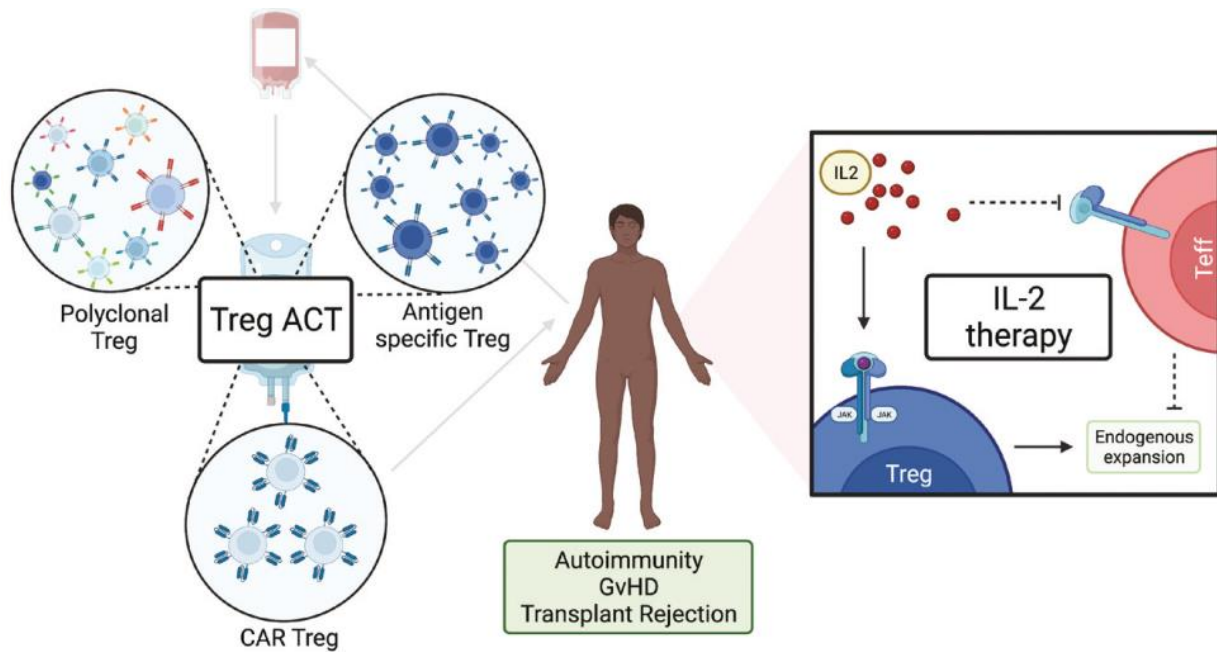 Polyclonal
Treg
Treg ACT
Antigen
specific Treg
CAR Treg
Autoimmunity
GvHD
Transplant Rejection
IL2
Teff
IL-2
therapy
JAK
JAK
Treg
Endogenous
expansion